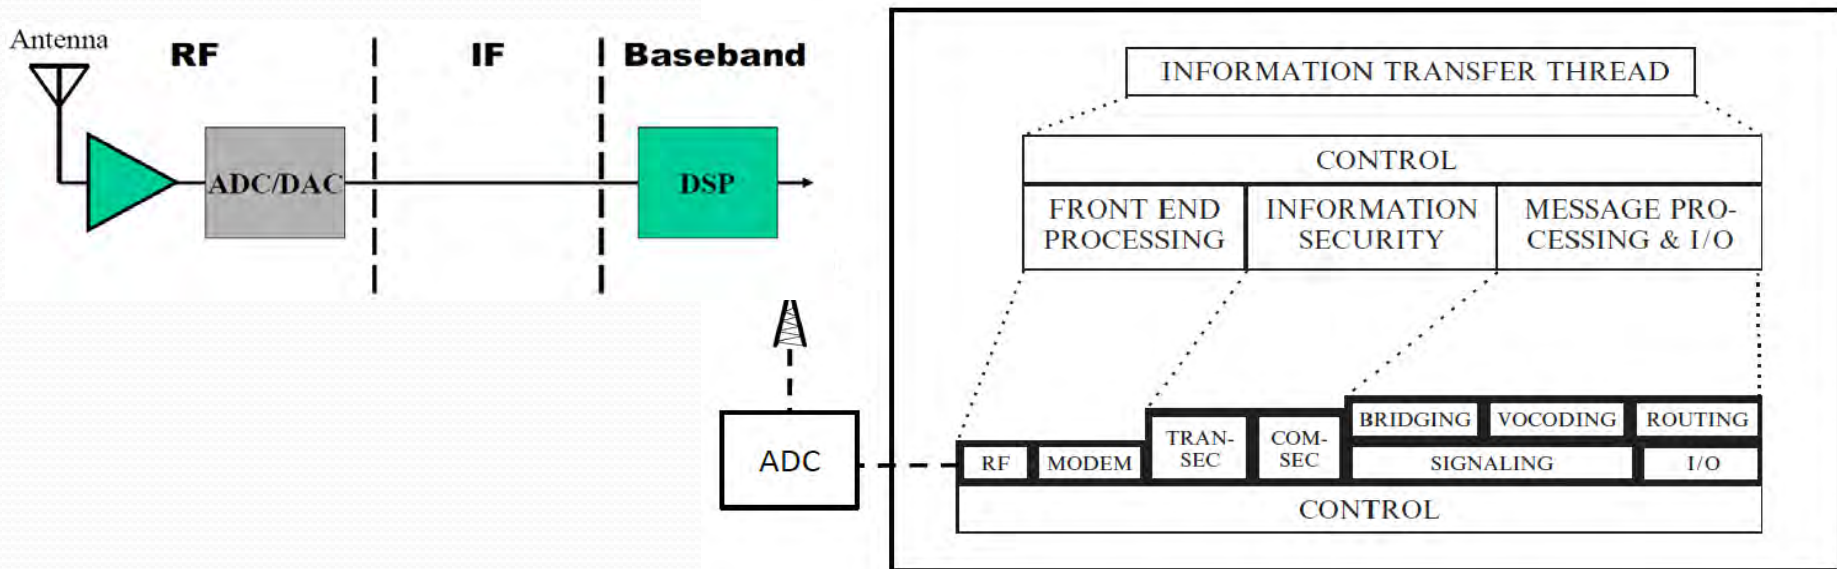 Antenna
RF
IF
Baseband
ADC/DAC
DSP
ADC
INFORMATION TRANSFER THREAD
CONTROL
FRONT END
PROCESSING
INFORMATION
SECURITY
MESSAGE PRO-
CESSING & I/O
BRIDGING
VOCODING
ROUTING
RF
MODEM
TRAN-
SEC
COM-
SEC
SIGNALING
I/O
CONTROL